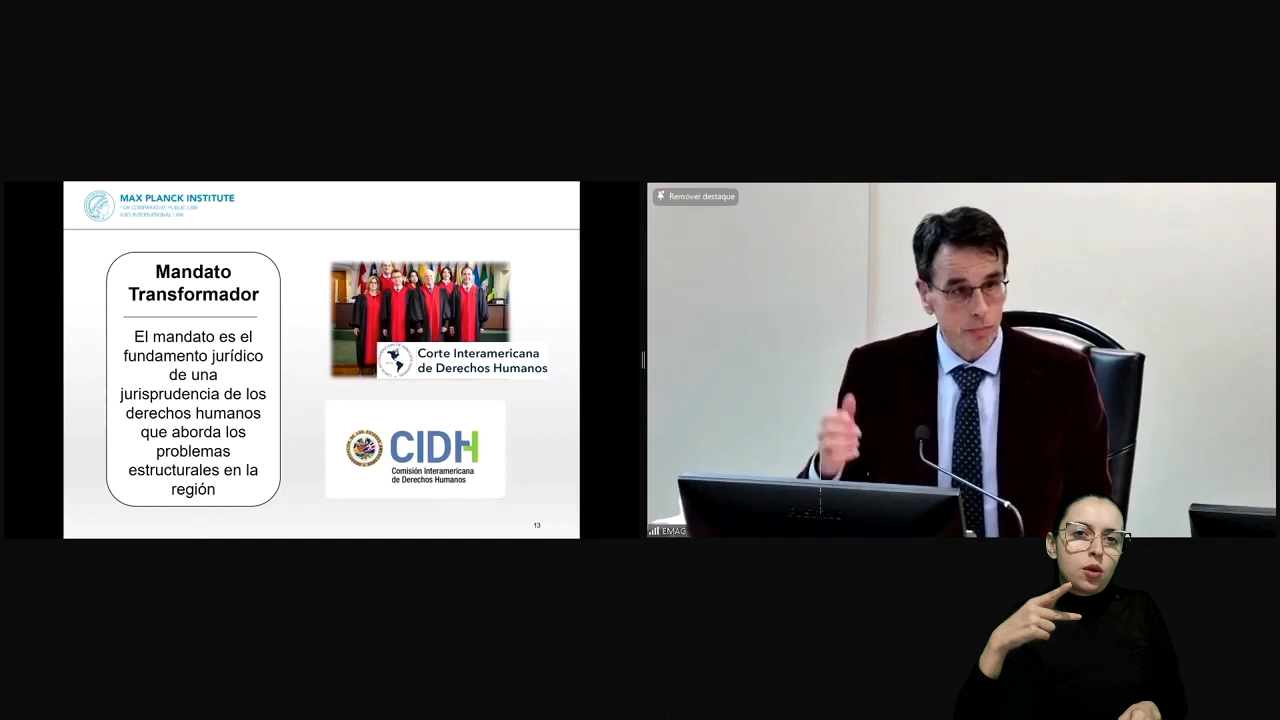 MAX PLANCK INSTITUTE
FOR COMPARATIVE PUBLIC LAW
AND INTERNATIONAL LAW
Mandato
Transformador
El mandato es el
fundamento jurídico
de una
jurisprudencia de los
derechos humanos
que aborda los
problemas
estructurales en la
región
Corte Interamericana
de Derechos Humanos
CIDH
Comisión Interamericana
de Derechos Humanos
13
Remover destaque
EMAG